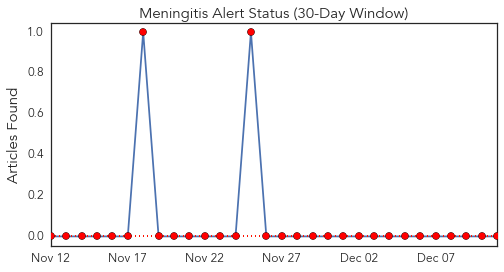 Meningitis Alert Status (30-Day Window)
Articles Found
1.0
0.8
0.6
0.4
0.2
0.0
Nov 12 Nov 17 Nov 22 Nov 27 Dec 02 Dec 07